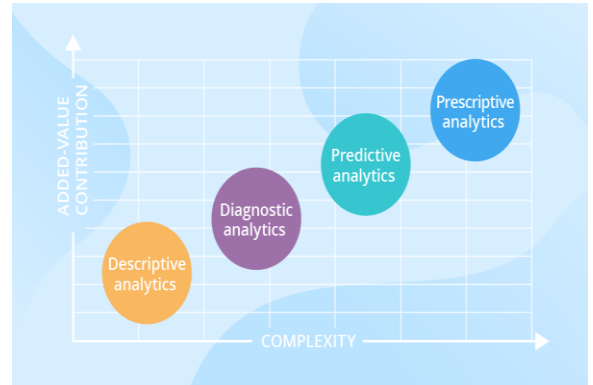 ADDED-VALUE
CONTRIBUTION
Prescriptive
analytics
Predictive
analytics
Diagnostic
analytics
Descriptive
analytics
COMPLEXITY